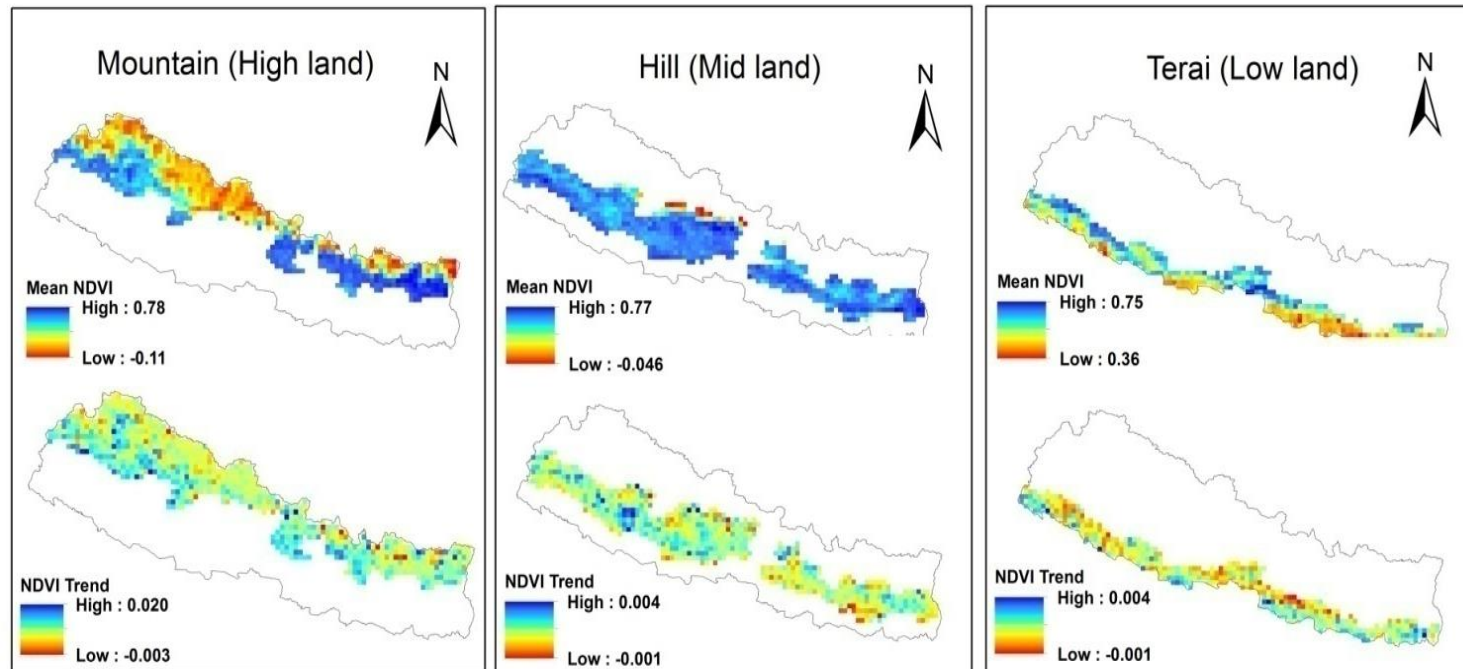 Mountain (High land)
N
Mean NDVI
High : 0.78
Low : -0.11
NDVI Trend
High : 0.020
Low : -0.003
Hill (Mid land)
N
Mean NDVI
High : 0.77
Low : -0.046
NDVI Trend
High : 0.004
Low : -0.001
Terai (Low land)
N
Mean NDVI
High : 0.75
Low : 0.36
NDVI Trend
High : 0.004
Low : -0.001